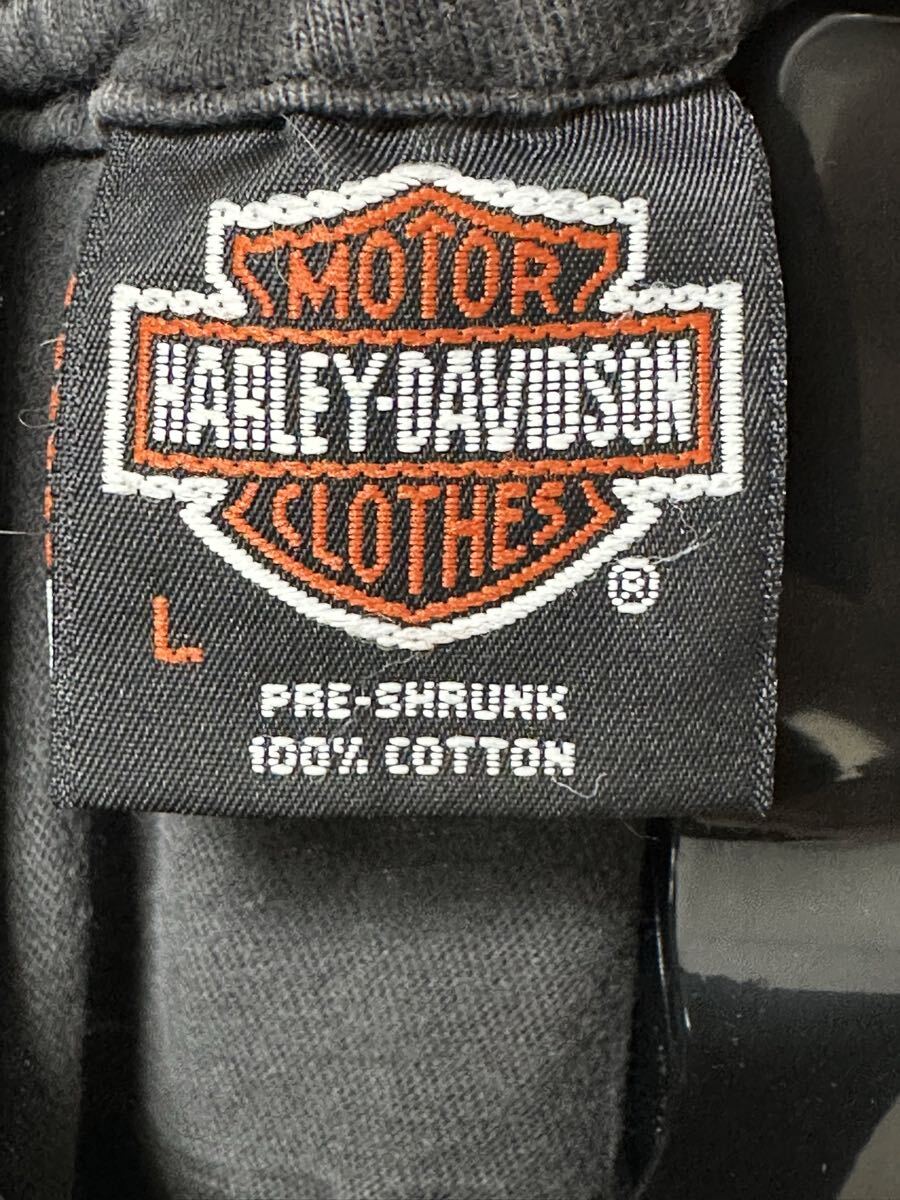 MOTOR
HARLEY-DAVIDSON
CLOTHES
®
L
PRE-SHRUNK
100% COTTON